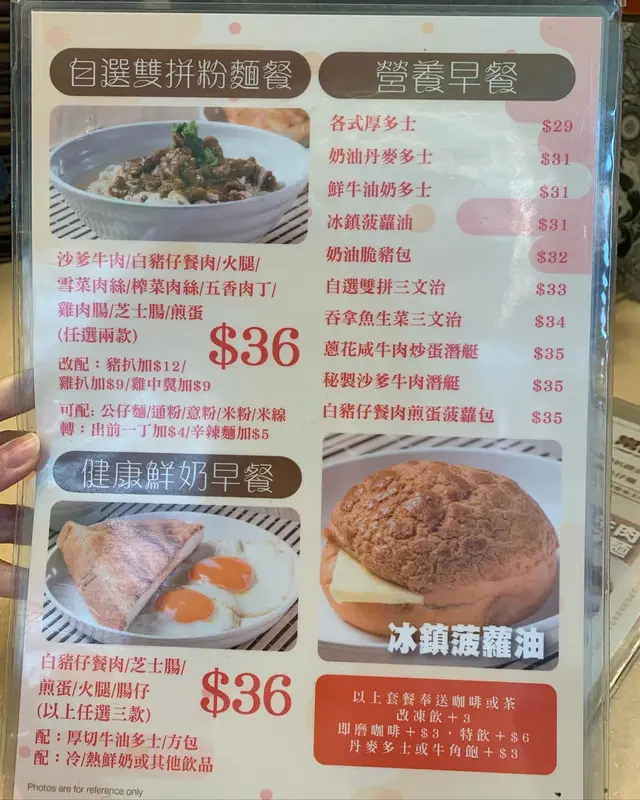 自選雙拼粉麵餐
沙爹牛肉/白豬仔餐肉/火腿/
雪菜肉絲/榨菜肉絲/五香肉丁/
雞肉腸/芝士腸/煎蛋
(任選兩款)
$36
改配：豬扒加$12/
雞扒加$9/雞中翼加$9
可配: 公仔麵/通粉/意粉/米粉/米線
轉：出前一丁加$4/辛辣麵加$5
健康鮮奶早餐
白豬仔餐肉/芝士腸/
煎蛋/火腿/腸仔
(以上任選三款)
$36
配：厚切牛油多士/方包
配：冷/熱鮮奶或其他飲品
Photos are for reference only
營養早餐
各式厚多士 $29
奶油丹麥多士 $31
鮮牛油奶多士 $31
冰鎮菠蘿油 $31
奶油脆豬包 $32
自選雙拼三文治 $33
吞拿魚生菜三文治 $34
蔥花咸牛肉炒蛋潛艇 $35
秘製沙爹牛肉潛艇 $35
白豬仔餐肉煎蛋菠蘿包 $35
冰鎮菠蘿油
以上套餐奉送咖啡或茶
改凍飲+3
即磨咖啡+$3，特飲+$6
丹麥多士或牛角飽+$3